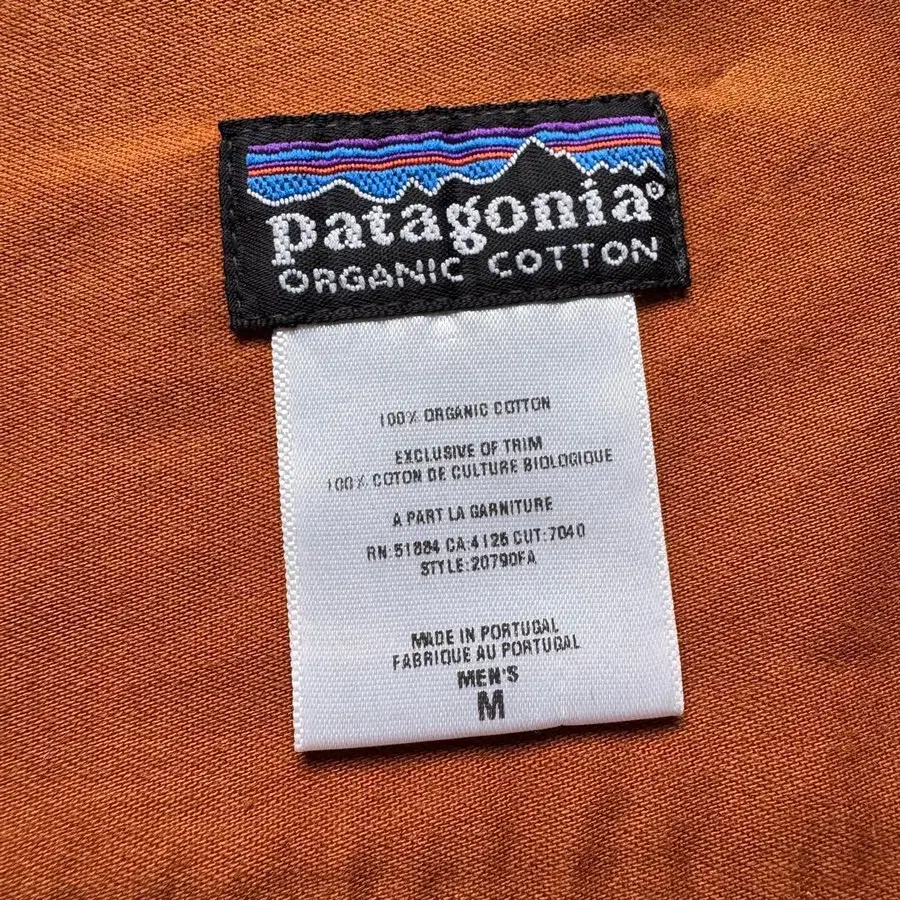 patagonia®
ORGANIC COTTON
100% ORGANIC COTTON
EXCLUSIVE OF TRIM
100% COTON DE CULTURE BIOLOGIQUE
A PART LA GARNITURE
RN:51884 CA:4126 CUT:7040
STYLE:20790FA
MADE IN PORTUGAL
FABRIQUE AU PORTUGAL
MEN'S
M